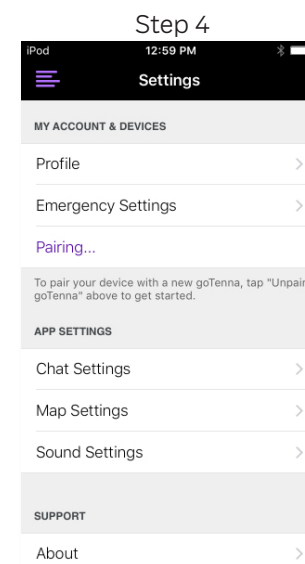 Step 4
iPod 12:59 PM
Settings
MY ACCOUNT & DEVICES
Profile
Emergency Settings
Pairing...
To pair your device with a new goTenna, tap "Unpair
goTenna" above to get started.
APP SETTINGS
Chat Settings
Map Settings
Sound Settings
SUPPORT
About